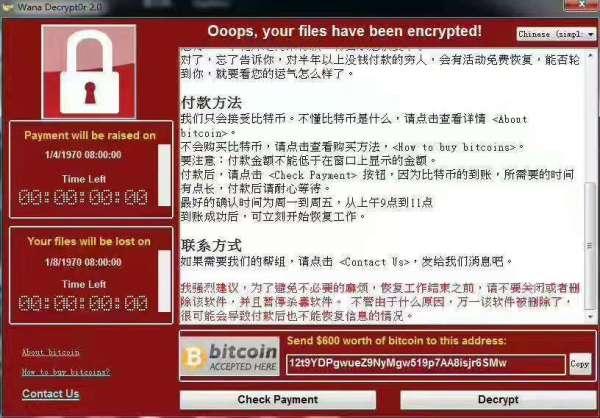 Wana Decrypt0r 2.0
Ooops, your files have been encrypted!
Chinese (simpl
Payment will be raised on
1/4/1970 08:00:00
Time Left
00:00:00:00
Your files will be lost on
1/8/1970 08:00:00
Time Left
00:00:00:00
About bitcoin
How to buy bitcoins?
Contact Us
对了，忘了告诉你，对半年以上没钱付款的穷人，会有活动免费恢复，能否轮
到你，就要看您的运气怎么样了。
付款方法
我们只会接受比特币。不懂比特币是什么，请点击查看详情 <About
bitcoin>。
不会购买比特币，请点击查看购买方法，<How to buy bitcoins>。
要注意：付款金额不能低于在窗口上显示的金额。
付款后，请点击 <Check Payment> 按钮，因为比特币的到账，所需要的时间
有点长，付款后请耐心等待。
最好的确认时间为周一到周五，从上午9点到11点
到账成功后，可立刻开始恢复工作。
联系方式
如果需要我们的帮组，请点击 <Contact Us>，发给我们消息吧。
我强烈建议，为了避免不必要的麻烦，恢复工作结束之前，请不要关闭或者删
除该软件，并且暂停杀毒软件。 不管由于什么原因，万一该软件被删除了，
很可能会导致付款后也不能恢复信息的情况。
bitcoin
ACCEPTED HERE
Send $600 worth of bitcoin to this address:
12t9YDPgwueZ9NyMgw519p7AA8isjr6SMw
Copy
Check Payment
Decrypt